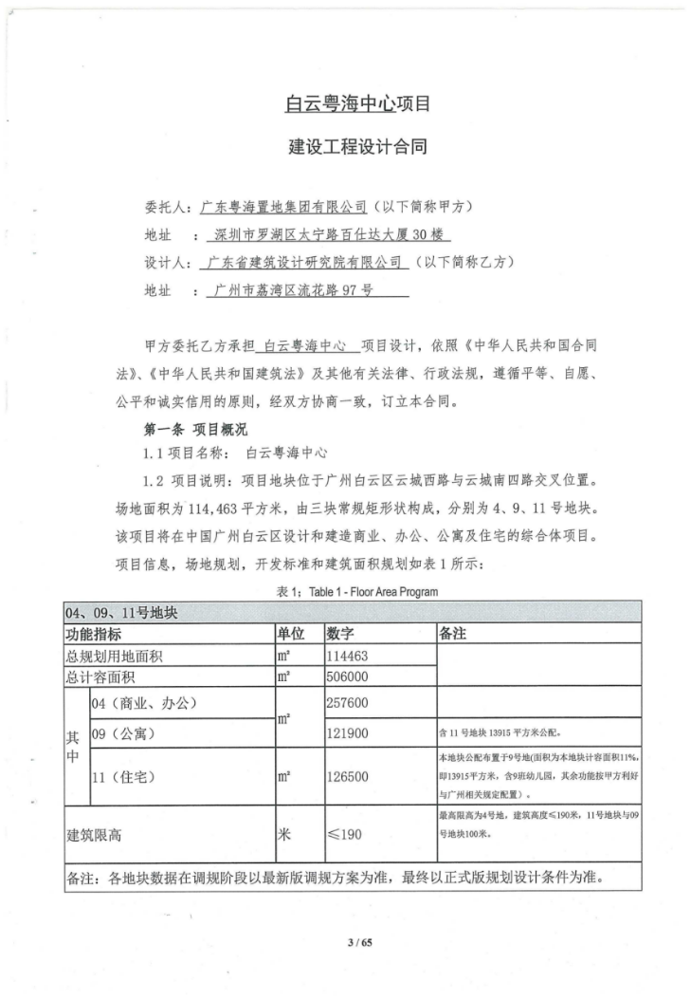 白云粤海中心项目
建设工程设计合同
委托人：广东粤海置地集团有限公司（以下简称甲方）
地址 ：深圳市罗湖区太宁路百仕达大厦 30 楼
设计人：广东省建筑设计研究院有限公司（以下简称乙方）
地址 ：广州市荔湾区流花路 97 号
甲方委托乙方承担 白云粤海中心 项目设计，依照《中华人民共和国合同
法》、《中华人民共和国建筑法》及其他有关法律、行政法规，遵循平等、自愿、
公平和诚实信用的原则，经双方协商一致，订立本合同。
第一条 项目概况
1.1 项目名称： 白云粤海中心
1.2 项目说明：项目地块位于广州白云区云城西路与云城南四路交叉位置。
场地面积为 114,463 平方米，由三块常规矩形状构成，分别为 4、9、11 号地块。
该项目将在中国广州白云区设计和建造商业、办公、公寓及住宅的综合体项目。
项目信息，场地规划，开发标准和建筑面积规划如表 1 所示：
表 1；Table 1 - Floor Area Program
04、09、11号地块
功能指标 单位 数字 备注
总规划用地面积 m² 114463
总计容面积 m² 506000
其中
04（商业、办公） m² 257600
09（公寓） 121900 含 11 号地块 13915 平方米公配。
11（住宅） m² 126500
本地块公配布置于9号地(面积为本地块计容面积11%，
即13915平方米，含9班幼儿园，其余功能按甲方利好
与广州相关规定配置）。
建筑限高 米 ≤190
最高限高为4号地，建筑高度≤190米，11号地块与09
号地块100米。
备注：各地块数据在调规阶段以最新版调规方案为准，最终以正式版规划设计条件为准。
3 / 65